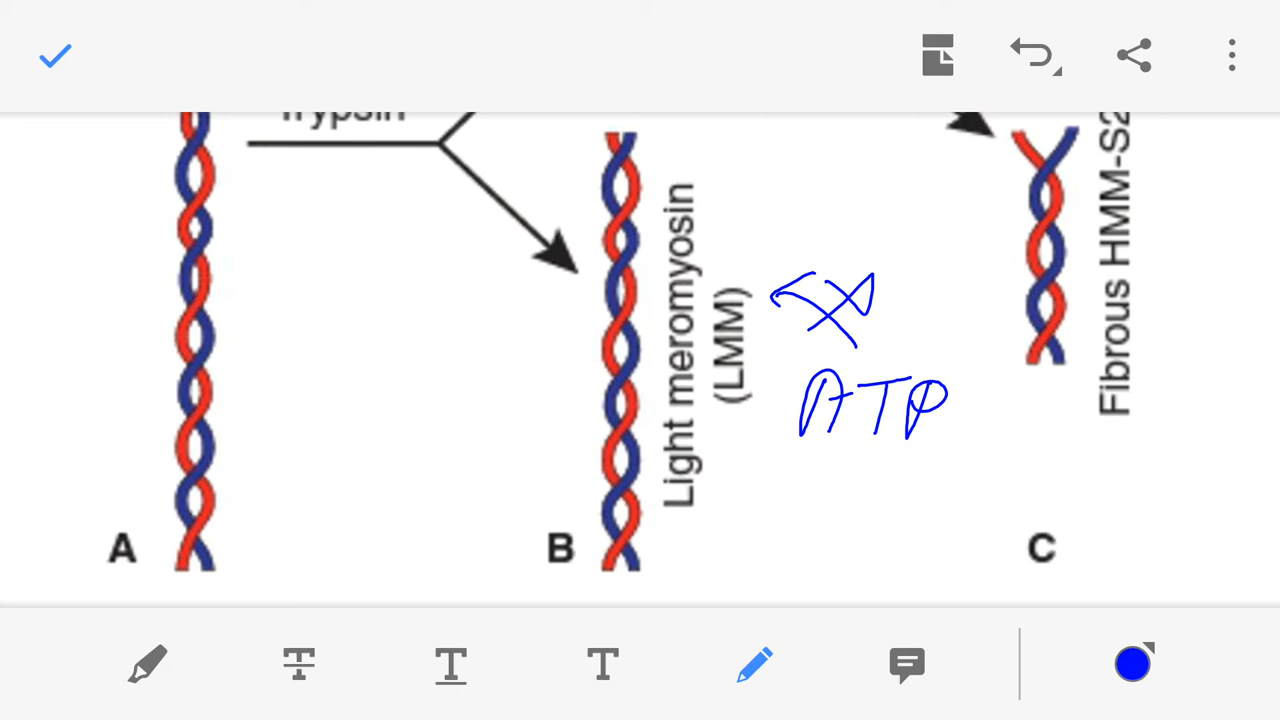 Trypsin
Light meromyosin
(LMM)
ATP
Fibrous HMM-S2
A
B
C
T
T
T